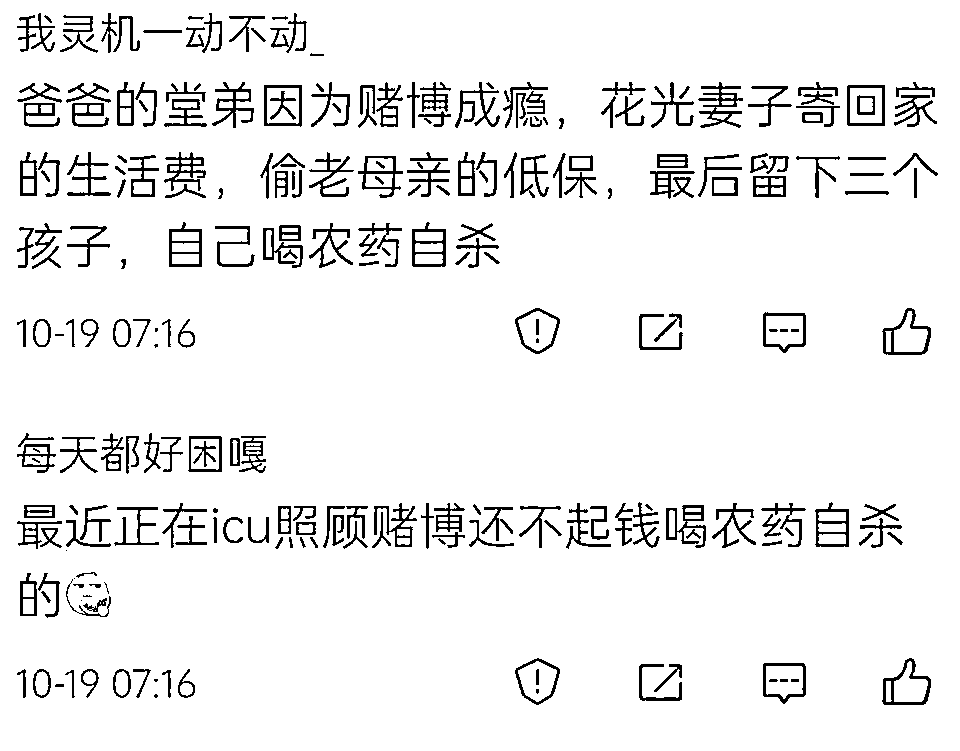 我灵机一动不动_
爸爸的堂弟因为赌博成瘾，花光妻子寄回家
的生活费，偷老母亲的低保，最后留下三个
孩子，自己喝农药自杀
10-19 07:16
每天都好困嘎
最近正在icu照顾赌博还不起钱喝农药自杀
的
10-19 07:16